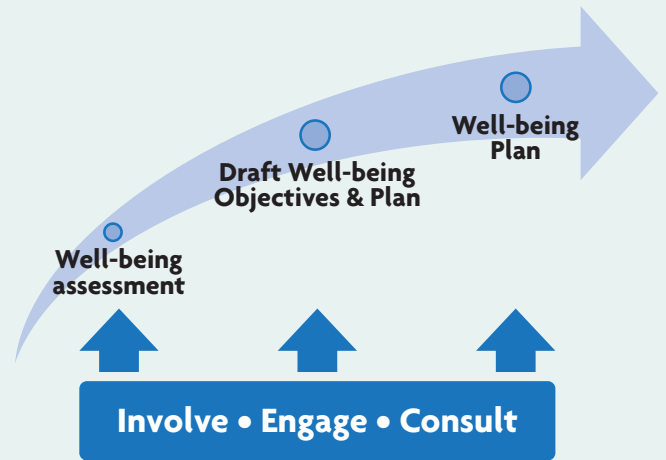 Well-being
Plan
Draft Well-being
Objectives & Plan
Well-being
assessment
Involve • Engage • Consult